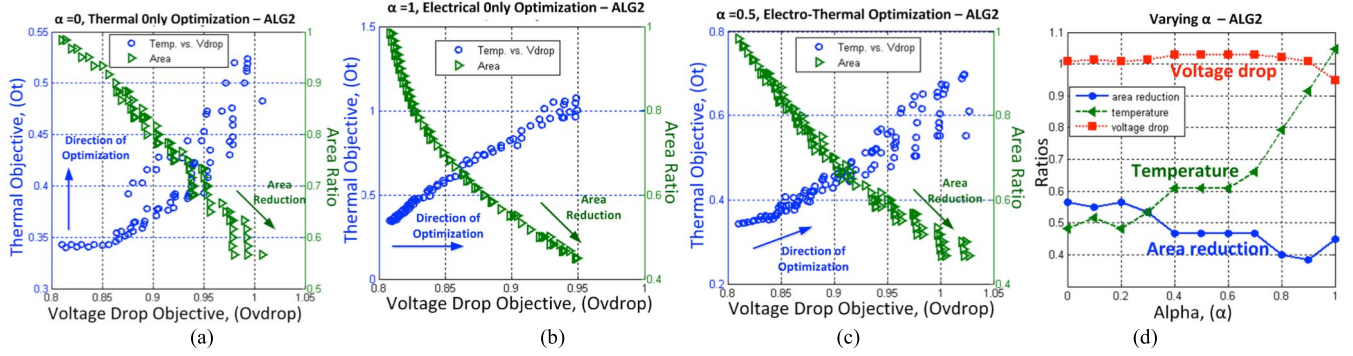 α =0, Thermal 0nly Optimization – ALG2
0.55
0.5
0.45
0.4
0.35
0.3
Thermal Objective, (Ot)
Temp. vs. Vdrop
Area
Direction of
Optimization
Area
Reduction
1
0.9
0.8
0.7
0.6
0.5
Area Ratio
0.8
0.85
0.9
0.95
1
1.05
Voltage Drop Objective, (Ovdrop)
(a)
α =1, Electrical 0nly Optimization – ALG2
1.5
1
0.5
0
Thermal Objective, (Ot)
Temp. vs. Vdrop
Area
Direction of
Optimization
Area
Reduction
1
0.8
0.6
0.4
Area Ratio
0.8
0.85
0.9
0.95
1
Voltage Drop Objective, (Ovdrop)
(b)
α=0.5, Electro-Thermal Optimization – ALG2
0.8
0.6
0.4
0.2
Thermal Objective, (Ot)
Temp. vs. Vdrop
Area
Direction of
Optimization
Area
Reduction
1
0.9
0.8
0.7
0.6
0.5
0.4
Area Ratio
0.8
0.85
0.9
0.95
1
1.05
Voltage Drop Objective, (Ovdrop)
(c)
Varying α – ALG2
1.1
1
0.9
0.8
0.7
0.6
0.5
0.4
Ratios
Voltage drop
area reduction
temperature
voltage drop
Temperature
Area reduction
0
0.2
0.4
0.6
0.8
1
Alpha, (α)
(d)